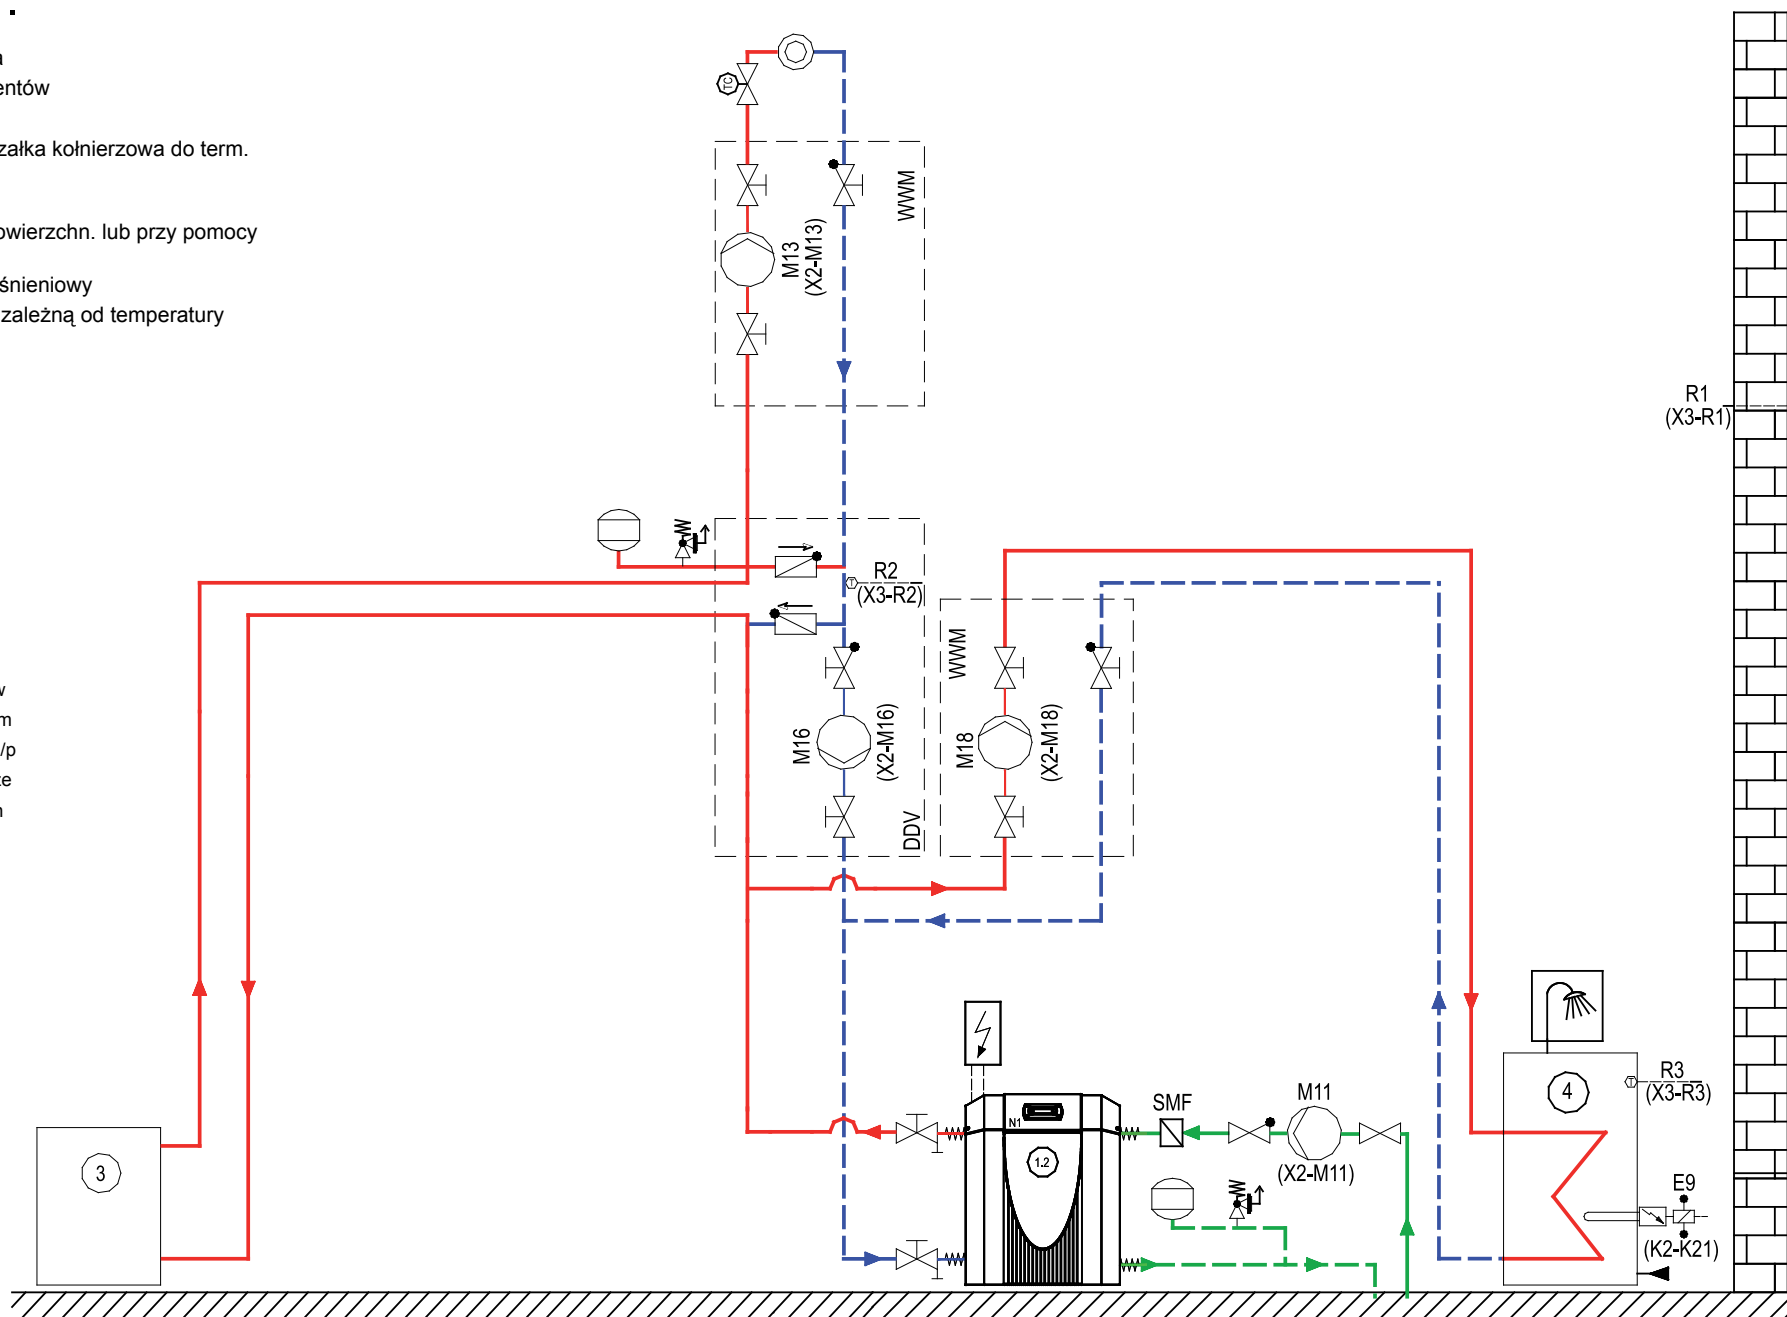 a
entów
załka kołnierzowa do term.
owierzchn. lub przy pomocy
śnieniowy
zależną od temperatury
w
m
/p
te
n
TC
WWM
M13
(X2-M13)
R1
(X3-R1)
R2
(X3-R2)
WWM
M16
(X2-M16)
M18
(X2-M18)
DDV
N1
1.2
SMF
M11
(X2-M11)
3
4
T
R3
(X3-R3)
E9
(K2-K21)